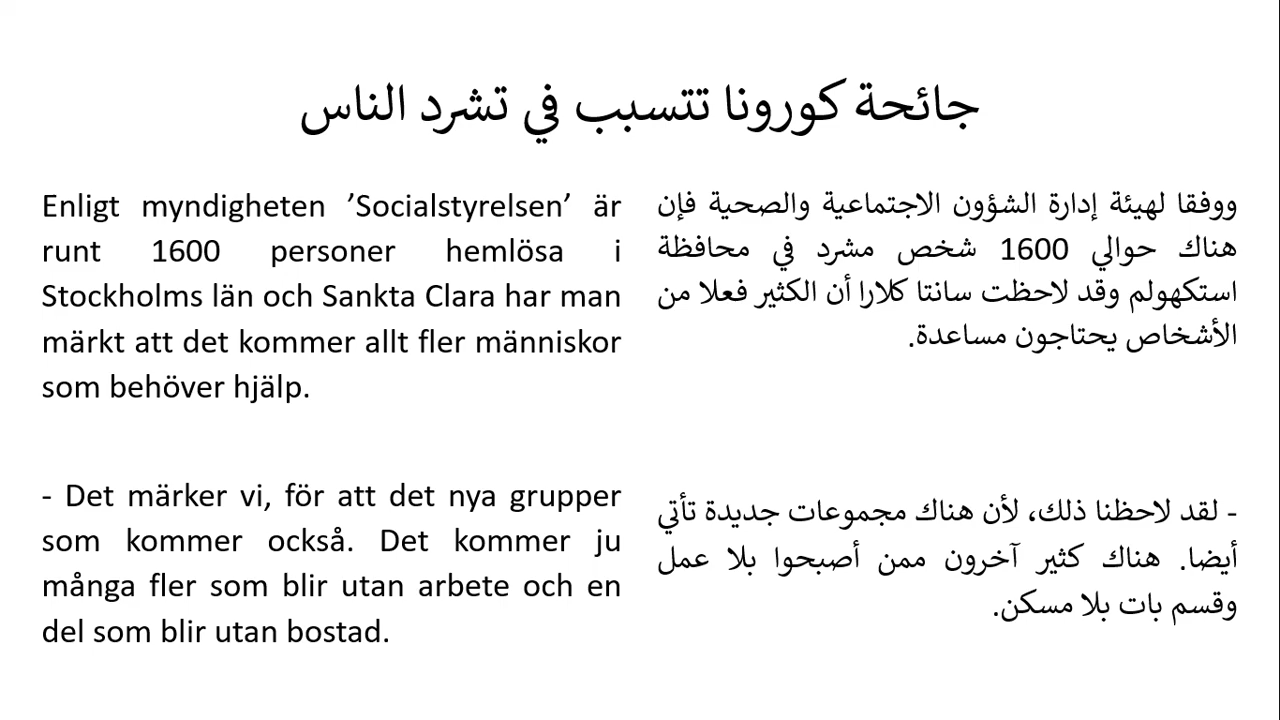 جائحة كورونا تتسبب في تشرد الناس
Enligt myndigheten ’Socialstyrelsen’ är
runt 1600 personer hemlösa i
Stockholms län och Sankta Clara har man
märkt att det kommer allt fler människor
som behöver hjälp.
- Det märker vi, för att det nya grupper
som kommer också. Det kommer ju
många fler som blir utan arbete och en
del som blir utan bostad.
ووفقا لهيئة إدارة الشؤون الاجتماعية والصحية فإن
هناك حوالي 1600 شخص مشرد في محافظة
استكهولم وقد لاحظت سانتا كلارا أن الكثير فعلا من
الأشخاص يحتاجون مساعدة.
- لقد لاحظنا ذلك، لأن هناك مجموعات جديدة تأتي
أيضا. هناك كثير آخرون ممن أصبحوا بلا عمل
وقسم بات بلا مسكن.